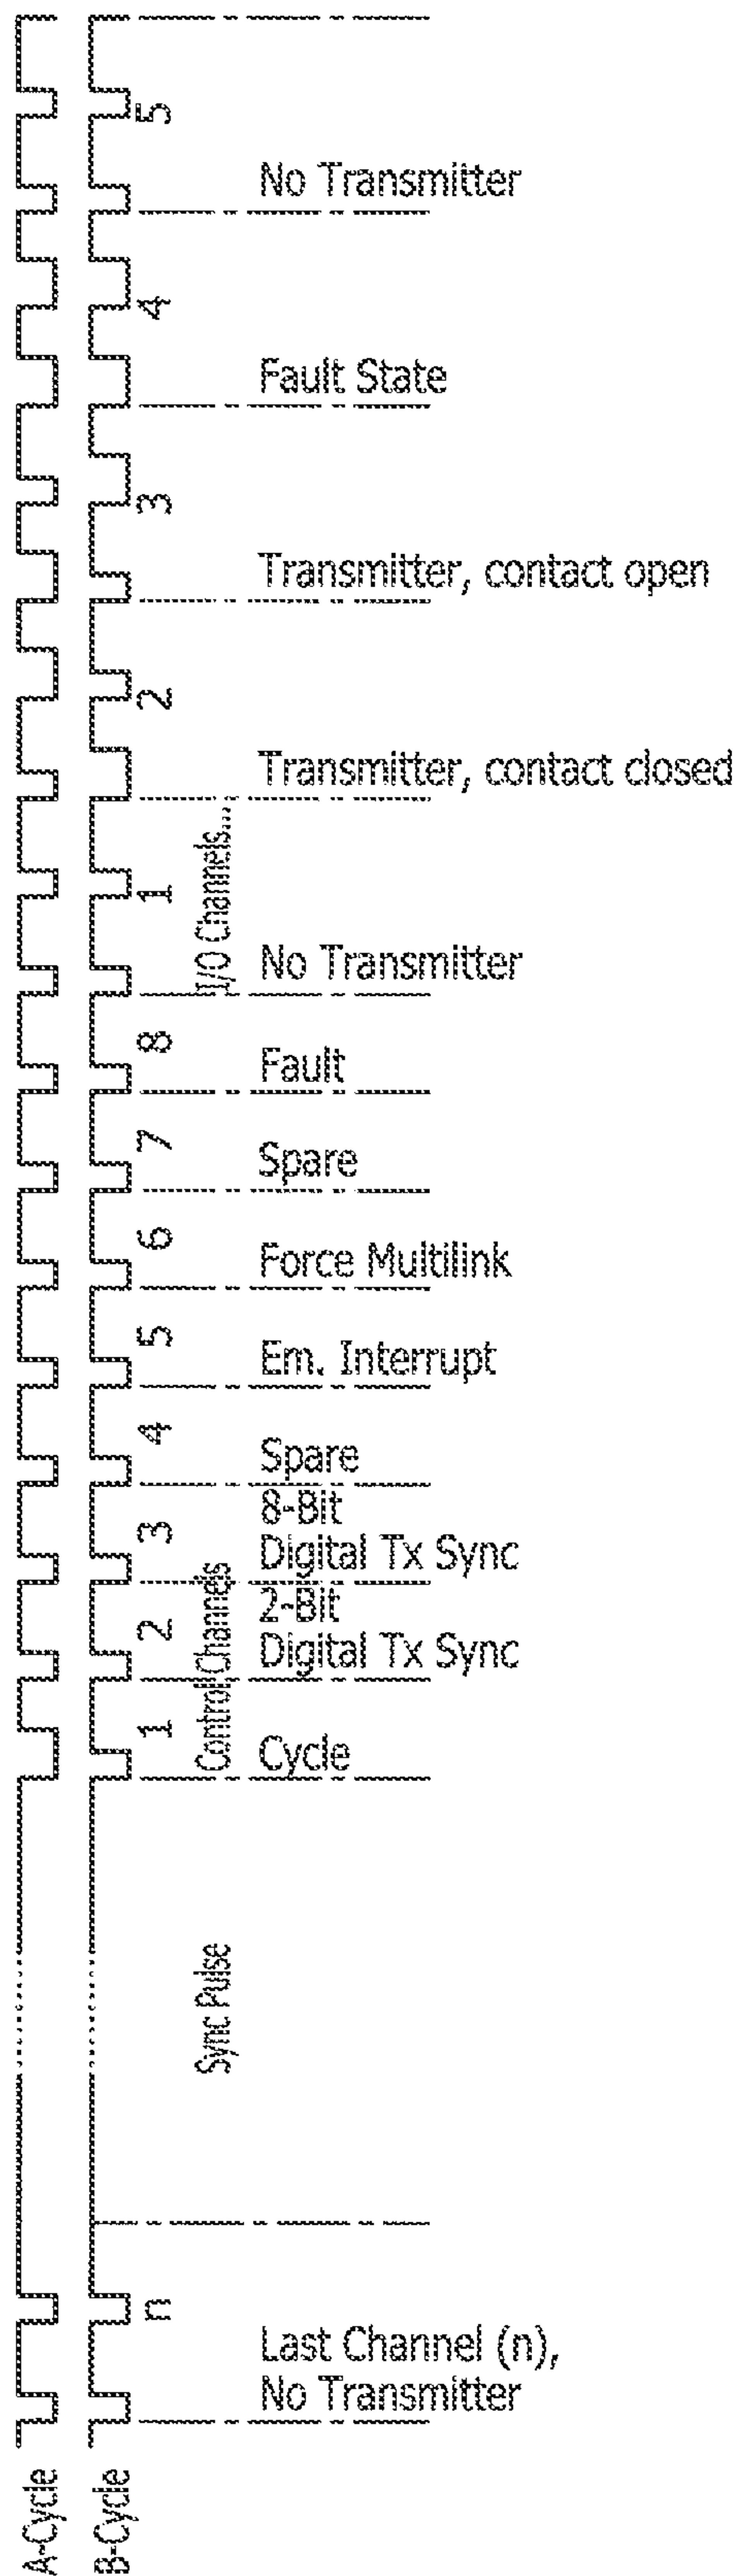 5
No Transmitter
4
Fault State
3
Transmitter, contact open
2
Transmitter, contact closed
1
I/O Channels...
No Transmitter
8
Fault
7
Spare
6
Force Multilink
5
Em. Interrupt
4
Spare
3
8-Bit
Digital Tx Sync
2
2-Bit
Digital Tx Sync
1
Control Channels
Cycle
Sync Pulse
n
Last Channel (n),
No Transmitter
A-Cycle
B-Cycle